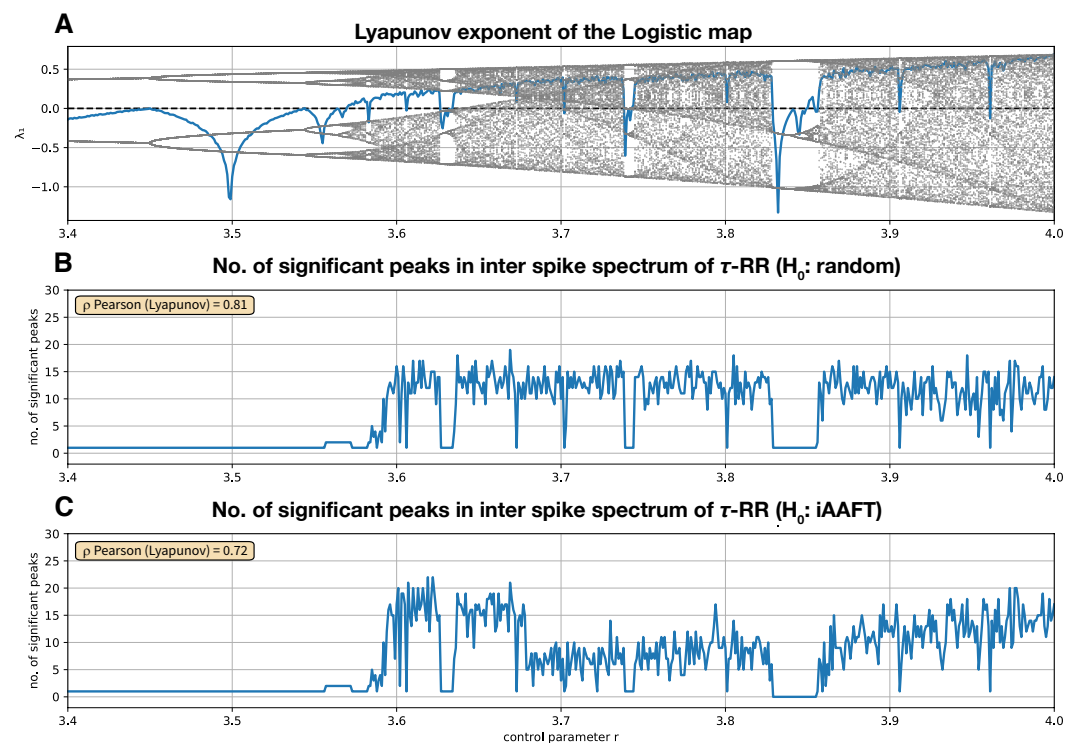 A
Lyapunov exponent of the Logistic map
0.5
0.0
−0.5
−1.0
λ₁
3.4 3.5 3.6 3.7 3.8 3.9 4.0
B
No. of significant peaks in inter spike spectrum of τ-RR (H₀: random)
ρ Pearson (Lyapunov) = 0.81
30
25
20
15
10
5
0
no. of significant peaks
3.4 3.5 3.6 3.7 3.8 3.9 4.0
C
No. of significant peaks in inter spike spectrum of τ-RR (H₀: iAAFT)
ρ Pearson (Lyapunov) = 0.72
30
25
20
15
10
5
0
no. of significant peaks
3.4 3.5 3.6 3.7 3.8 3.9 4.0
control parameter r